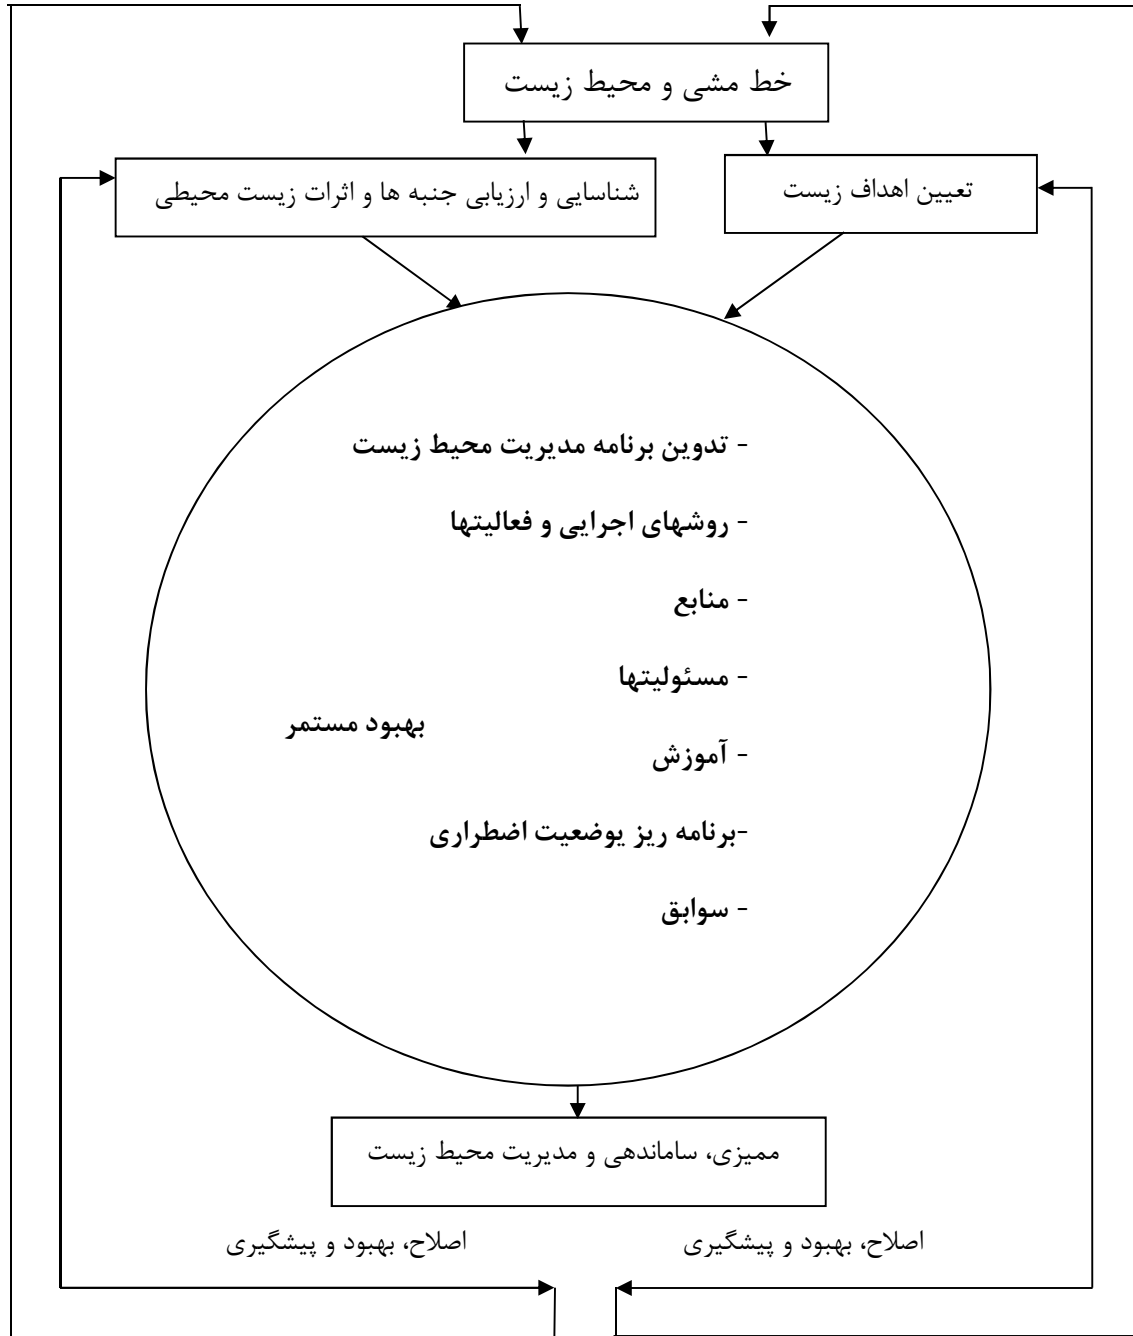 خط مشی و محیط زیست
تعیین اهداف زیست
شناسایی و ارزیابی جنبه ها و اثرات زیست محیطی
- تدوین برنامه مدیریت محیط زیست
- روشهای اجرایی و فعالیتها
- منابع
- مسئولیتها
بهبود مستمر
- آموزش
-برنامه ریز یوضعیت اضطراری
- سوابق
ممیزی، ساماندهی و مدیریت محیط زیست
اصلاح، بهبود و پیشگیری
اصلاح، بهبود و پیشگیری